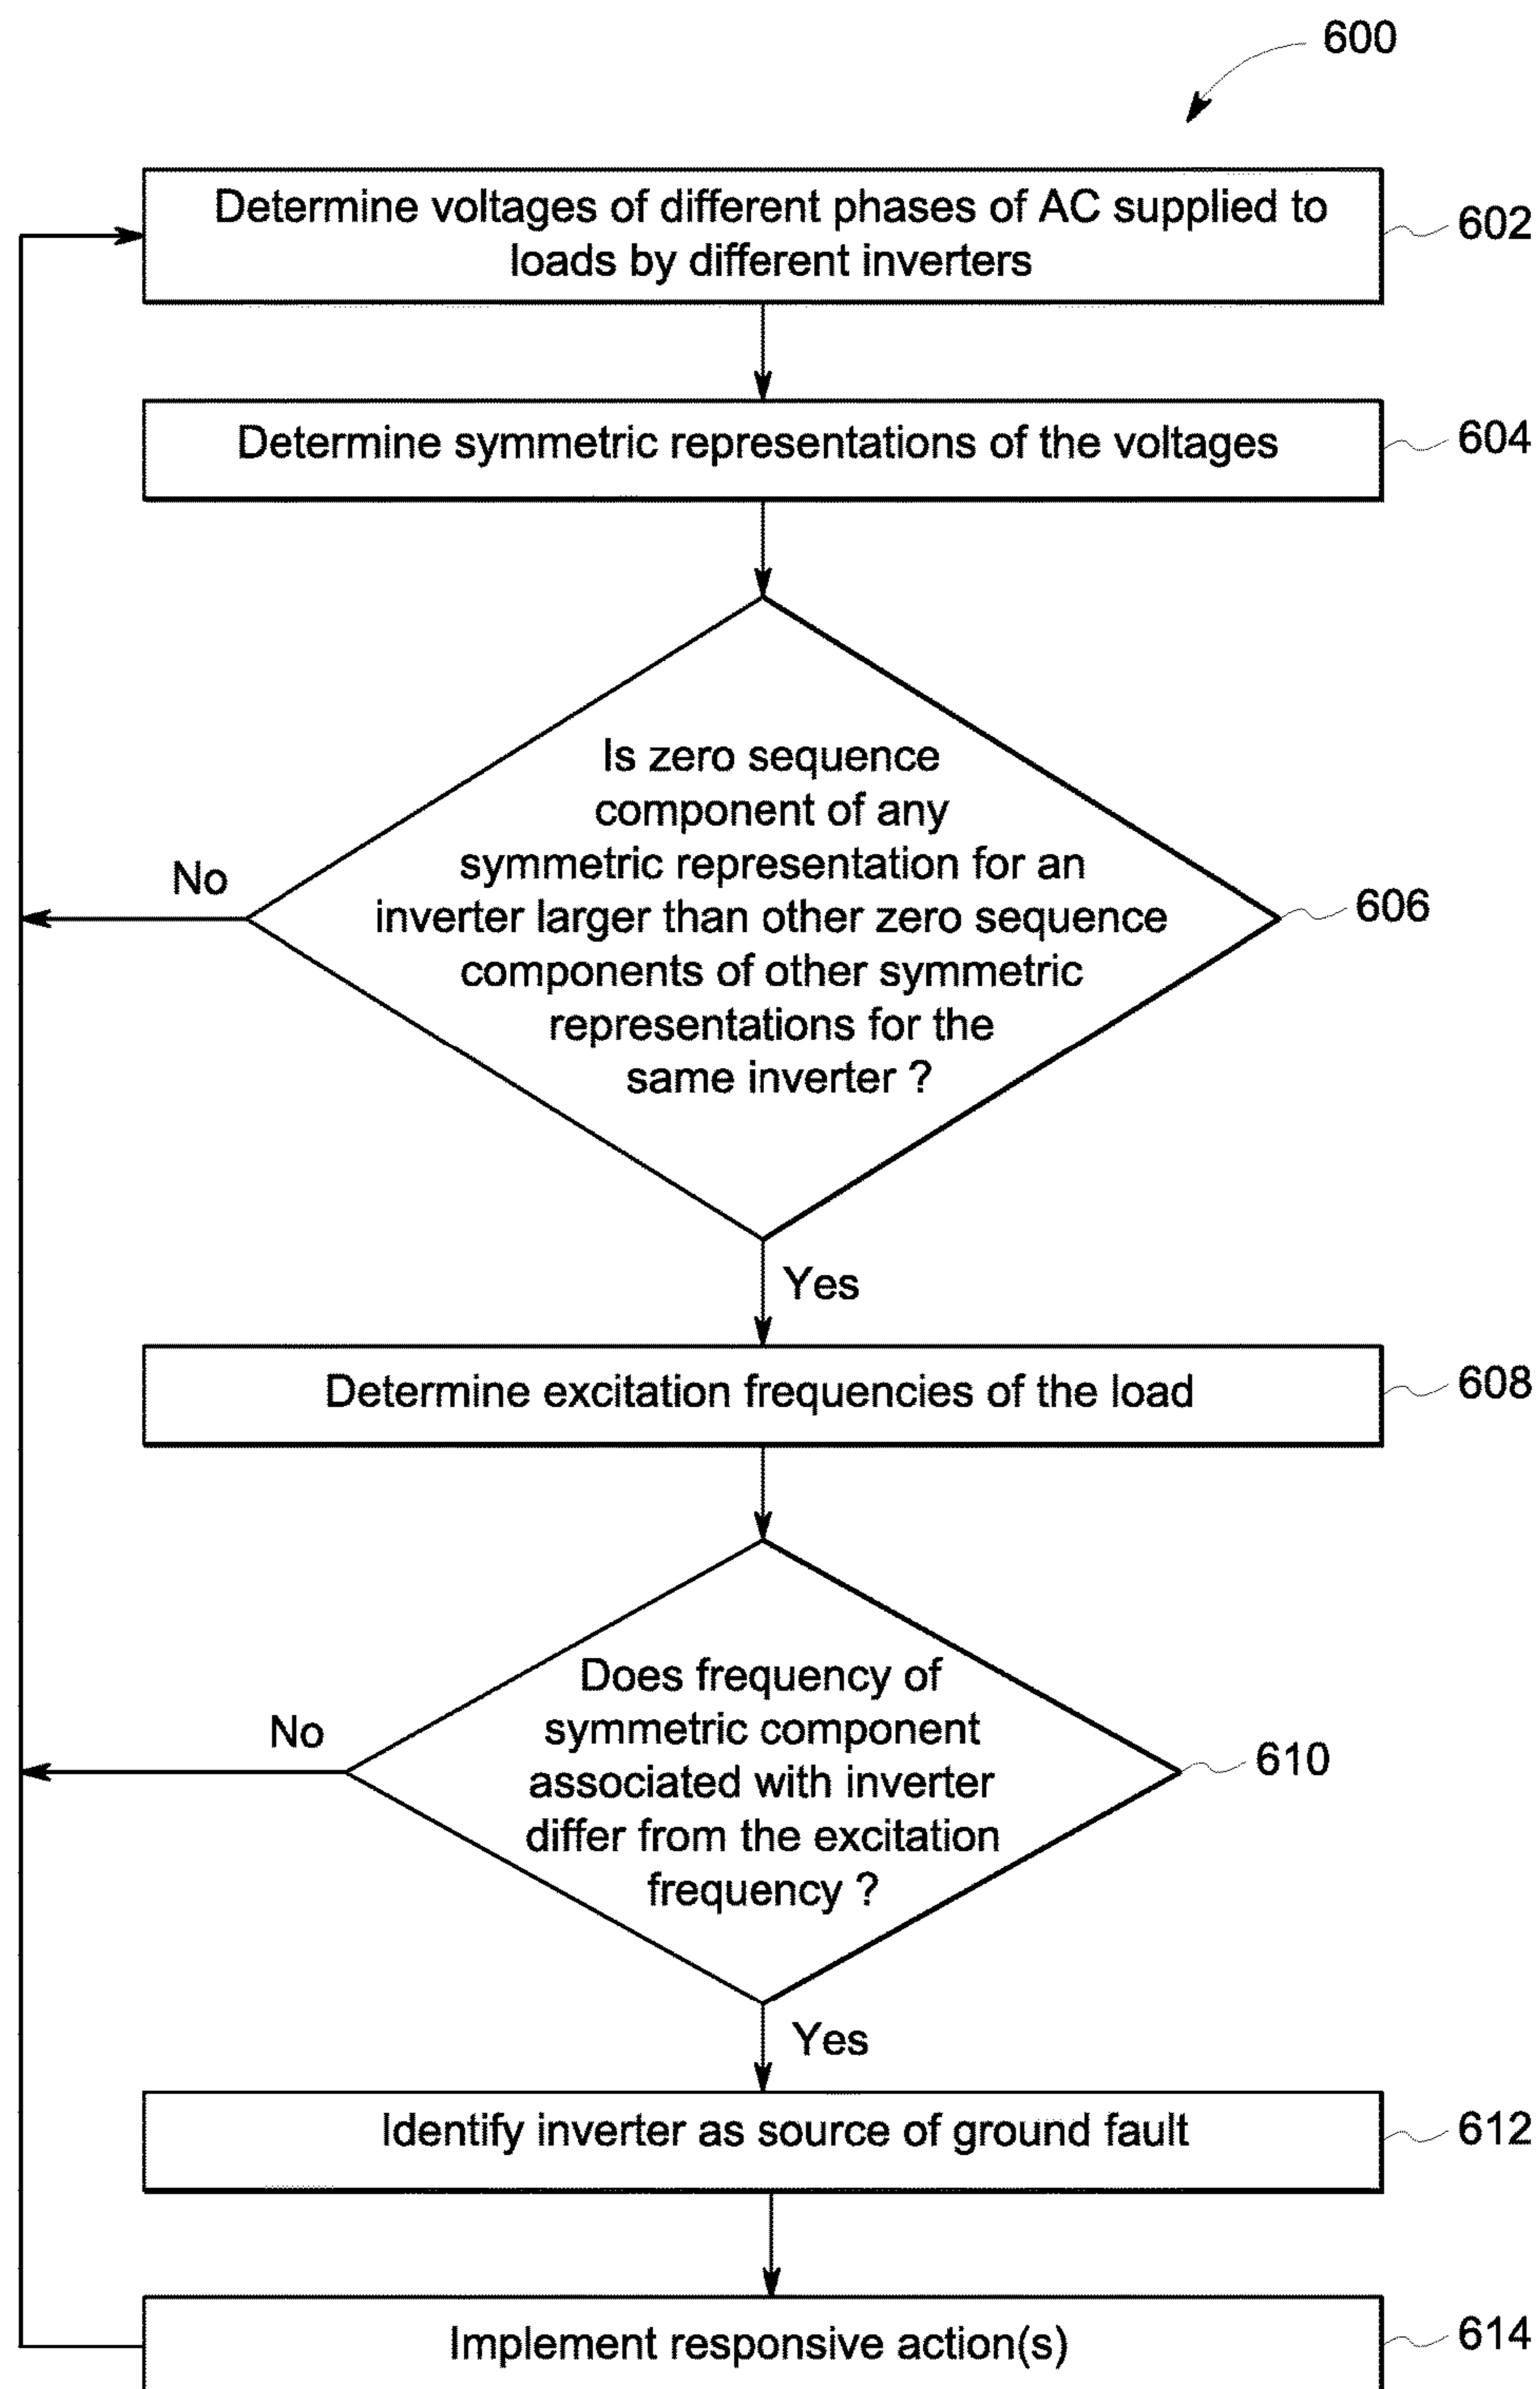 600
Determine voltages of different phases of AC supplied to
loads by different inverters
602
Determine symmetric representations of the voltages
604
Is zero sequence
component of any
symmetric representation for an
inverter larger than other zero sequence
components of other symmetric
representations for the
same inverter ?
606
No
Yes
Determine excitation frequencies of the load
608
Does frequency of
symmetric component
associated with inverter
differ from the excitation
frequency ?
610
No
Yes
Identify inverter as source of ground fault
612
Implement responsive action(s)
614